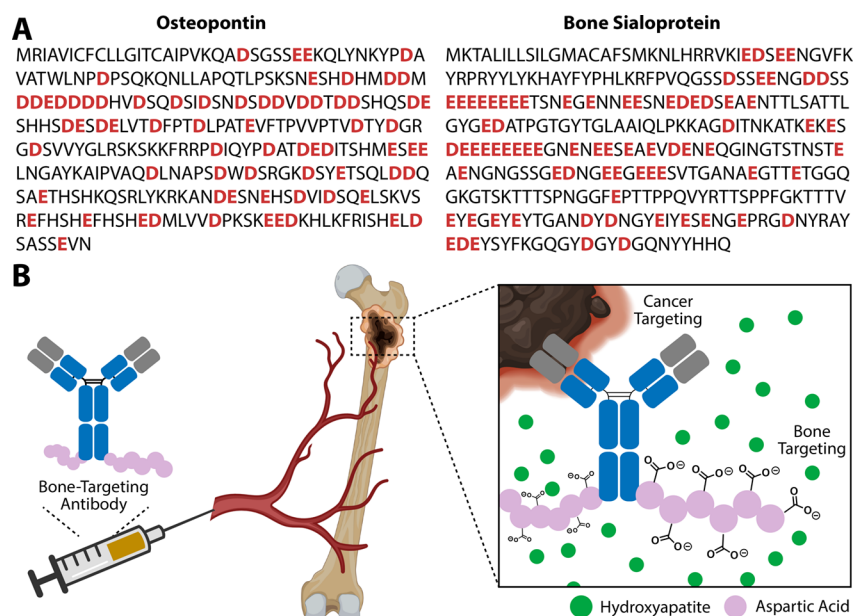 A
Osteopontin
MRIAVICFCLLGITCAIPVKQADSGSSEEKQLYNKYPDA
VATWLNPDPSQKQNLLAPQTLPSKSNESHDHMDDM
DDEDDDDHVDSQDSIDSNDSDDVDDTDDSHQSDE
SHHSDESDELVTDFPTDLPATEVFTPVVPTVDTYDGR
GDSVVYGLRSKSKKFRRPDIQYPDATDEDITSHMESEE
LNGAYKAIPVAQDLNAPSDWDSRGKDSYETSQLDDQ
SAETHSHKQSRLYKRKANDESNEHSDVIDSQELSKVS
REFHSHEFHSHEDMLVVDPKSKEEDKHLKFRISHELD
SASSEVN
Bone Sialoprotein
MKTALILLSILGMACAFSMKNLHRRVKIEDSEENGVFK
YRPRYYLYKHAYFYPHLKRFPVQGSSDSSEENGDDSS
EEEEEEEETSNEGENNEESNEDEDSEAENTTLSATTL
GYGEDATPGTGYTGLAAIQLPKKAGDITNKATKEKES
DEEEEEEEEGNENEESEAEVDENEQGINGTSTNSTE
AENGNGSSGEDNGEEGEEESVTGANAEGTTETGGQ
GKGTSKTTTSPNGGFEPTTPPQVYRTTSPPFGKTTTV
EYEGEYEYTGANDYDNGYEIYESENGEPRGDNYRAY
EDEYSYFKGQGYDGYDGQNYYHHQ
B
Bone-Targeting
Antibody
Cancer
Targeting
Bone
Targeting
Hydroxyapatite
Aspartic Acid